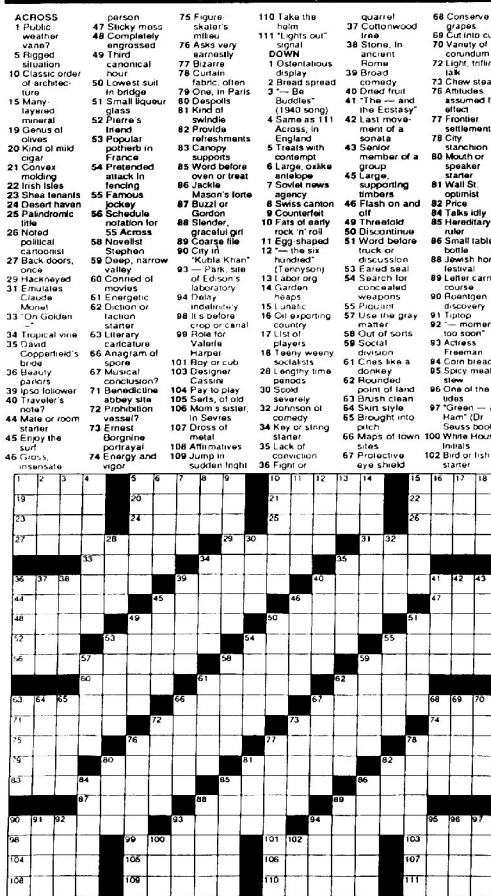 ACROSS
1 Public
weather
vane?
5 Rigged
situation
10 Classic order
of architec-
ture
15 Many-
layered
mineral
19 Genus of
olives
20 Kind of mild
cigar
21 Convex
molding
22 Irish isles
23 Shea tenants
24 Desert haven
25 Palindromic
title
26 Noted
political
cartoonist
27 Back doors,
once
29 Hackneyed
31 Emulates
Claude
Monet
33 "On Golden
—"
34 Tropical vine
35 David
Copperfield's
bride
36 Beauty
parlors
39 Ipso followed
40 Traveler's
note?
44 Mate or room
starter
45 Enjoy the
surf
46 Gross,
insensate
person
47 Sticky moss
48 Completely
engrossed
49 Third
canonical
hour
50 Lowest suit
in bridge
51 Small liqueur
glass
52 Pierre's
friend
53 Popular
potherb in
France
54 Pretended
attack in
fencing
55 Famous
jockey
56 Schedule
notation for
55 Across
58 Novelist
Stephen
59 Deep, narrow
valley
60 Conried of
movies
61 Energetic
62 Diction or
faction
starter
63 Literary
caricature
66 Anagram of
spore
67 Musical
conclusion?
71 Benedictine
abbey site
72 Prohibition
vessel?
73 Ernest
Borgnine
portrayal
74 Energy and
vigor
75 Figure-
skater's
milieu
76 Asks very
earnestly
77 Bizarre
78 Curtain
fabric, often
79 One, in Paris
80 Despoils
81 Kind of
swindle
82 Provide
refreshments
83 Canopy
supports
85 Word before
oven or treat
86 Jackie
Mason's forte
87 Buzzi or
Gordon
88 Slender,
graceful girl
89 Coarse file
90 City in
"Kubla Khan"
93 — Park, site
of Edison's
laboratory
94 Delay
indefinitely
98 It's before
crop or canal
99 Role for
Valerie
Harper
101 Boy or cub
103 Designer
Cassini
104 Pay to play
105 Serfs, of old
106 Mom's sister,
in Sevres
107 Dross of
metal
108 Affirmatives
109 Jump in
sudden fright
110 Take the
helm
111 "Lights out"
signal
DOWN
1 Ostentatious
display
2 Bread spread
3 "— Be
Buddies"
(1940 song)
4 Same as 111
Across, in
England
5 Treats with
contempt
6 Large, oxlike
antelope
7 Soviet news
agency
8 Swiss canton
9 Counterfeit
10 Fats of early
rock 'n' roll
11 Egg-shaped
12 "— the six
hundred"
(Tennyson)
13 Labor org
14 Garden
heaps
15 Lunatic
16 Oil exporting
country
17 List of
players
18 Teeny weeny
socialists
28 Lengthy time
periods
30 Scold
severely
32 Johnson of
comedy
34 Key or string
starter
35 Lack of
conviction
36 Fight or
quarrel
37 Cottonwood
tree
38 Stone, in
ancient
Rome
39 Broad
comedy
40 Dried fruit
41 "The — and
the Ecstasy"
42 Last move-
ment of a
sonata
43 Senior
member of a
group
45 Large,
supporting
timbers
46 Flash on and
off
49 Threefold
50 Discontinue
51 Word before
truck or
discussion
53 Eared seal
54 Search for
concealed
weapons
55 Piquant
57 Use the gray
matter
58 Out of sorts
59 Social
division
61 Cries like a
donkey
62 Rounded
point of land
63 Brush clean
64 Skirt style
65 Brought into
pitch
66 Maps of town
sites
67 Protective
eye shield
68 Conserve
grapes
69 Cut into cubes
70 Variety of
corundum
72 Light, trifling
talk
73 Chew steadily
76 Attitudes
assumed for
effect
77 Frontier
settlement
78 City
stanchion
80 Mouth or
speaker
starter
81 Wall St.
optimist
82 Price
84 Talks idly
85 Hereditary
ruler
86 Small table
bottle
88 Jewish home
festival
89 Letter carrier's
course
90 Roentgen
discovery
91 Tiptop
92 "— moment
too soon"
93 Actress
Freeman
94 Corn bread
95 Spicy meat
stew
96 One of the
tides
97 "Green —
Ham" (Dr
Seuss book)
100 White House
initials
102 Bird or fish
starter